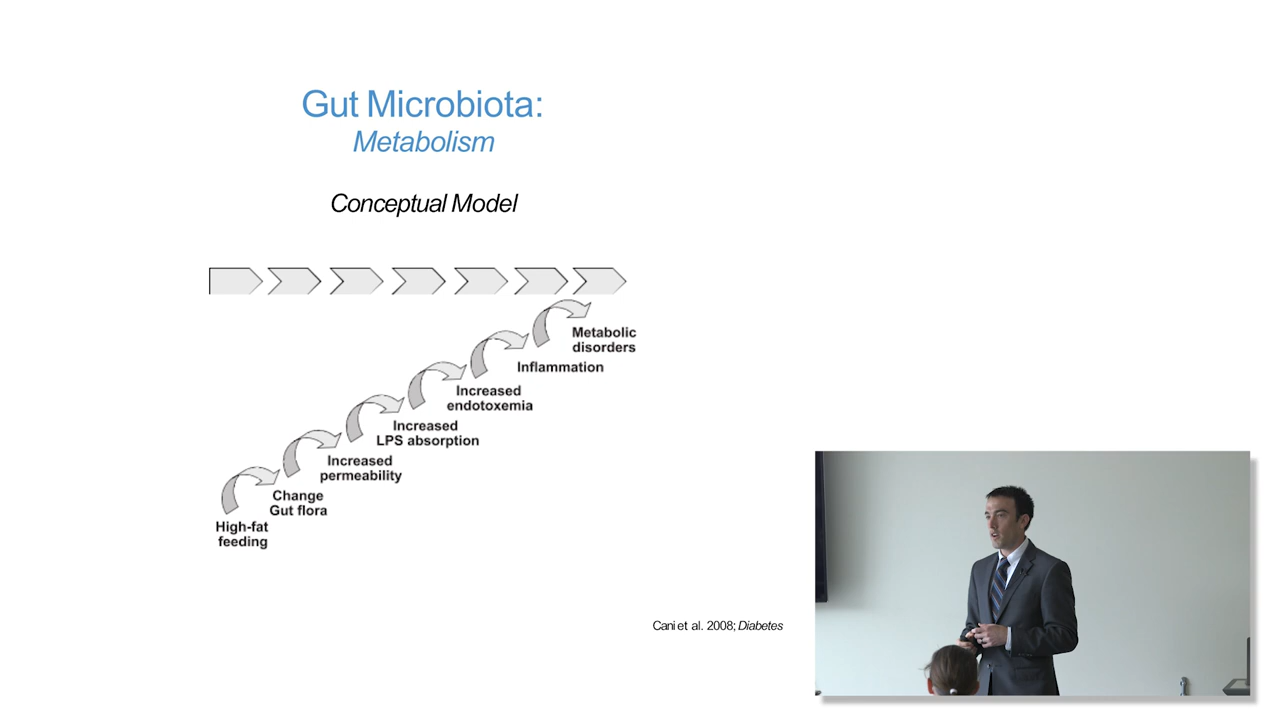 Gut Microbiota:
Metabolism
Conceptual Model
Metabolic
disorders
Inflammation
Increased
endotoxemia
Increased
LPS absorption
Increased
permeability
Change
Gut flora
High-fat
feeding
Cani et al. 2008; Diabetes